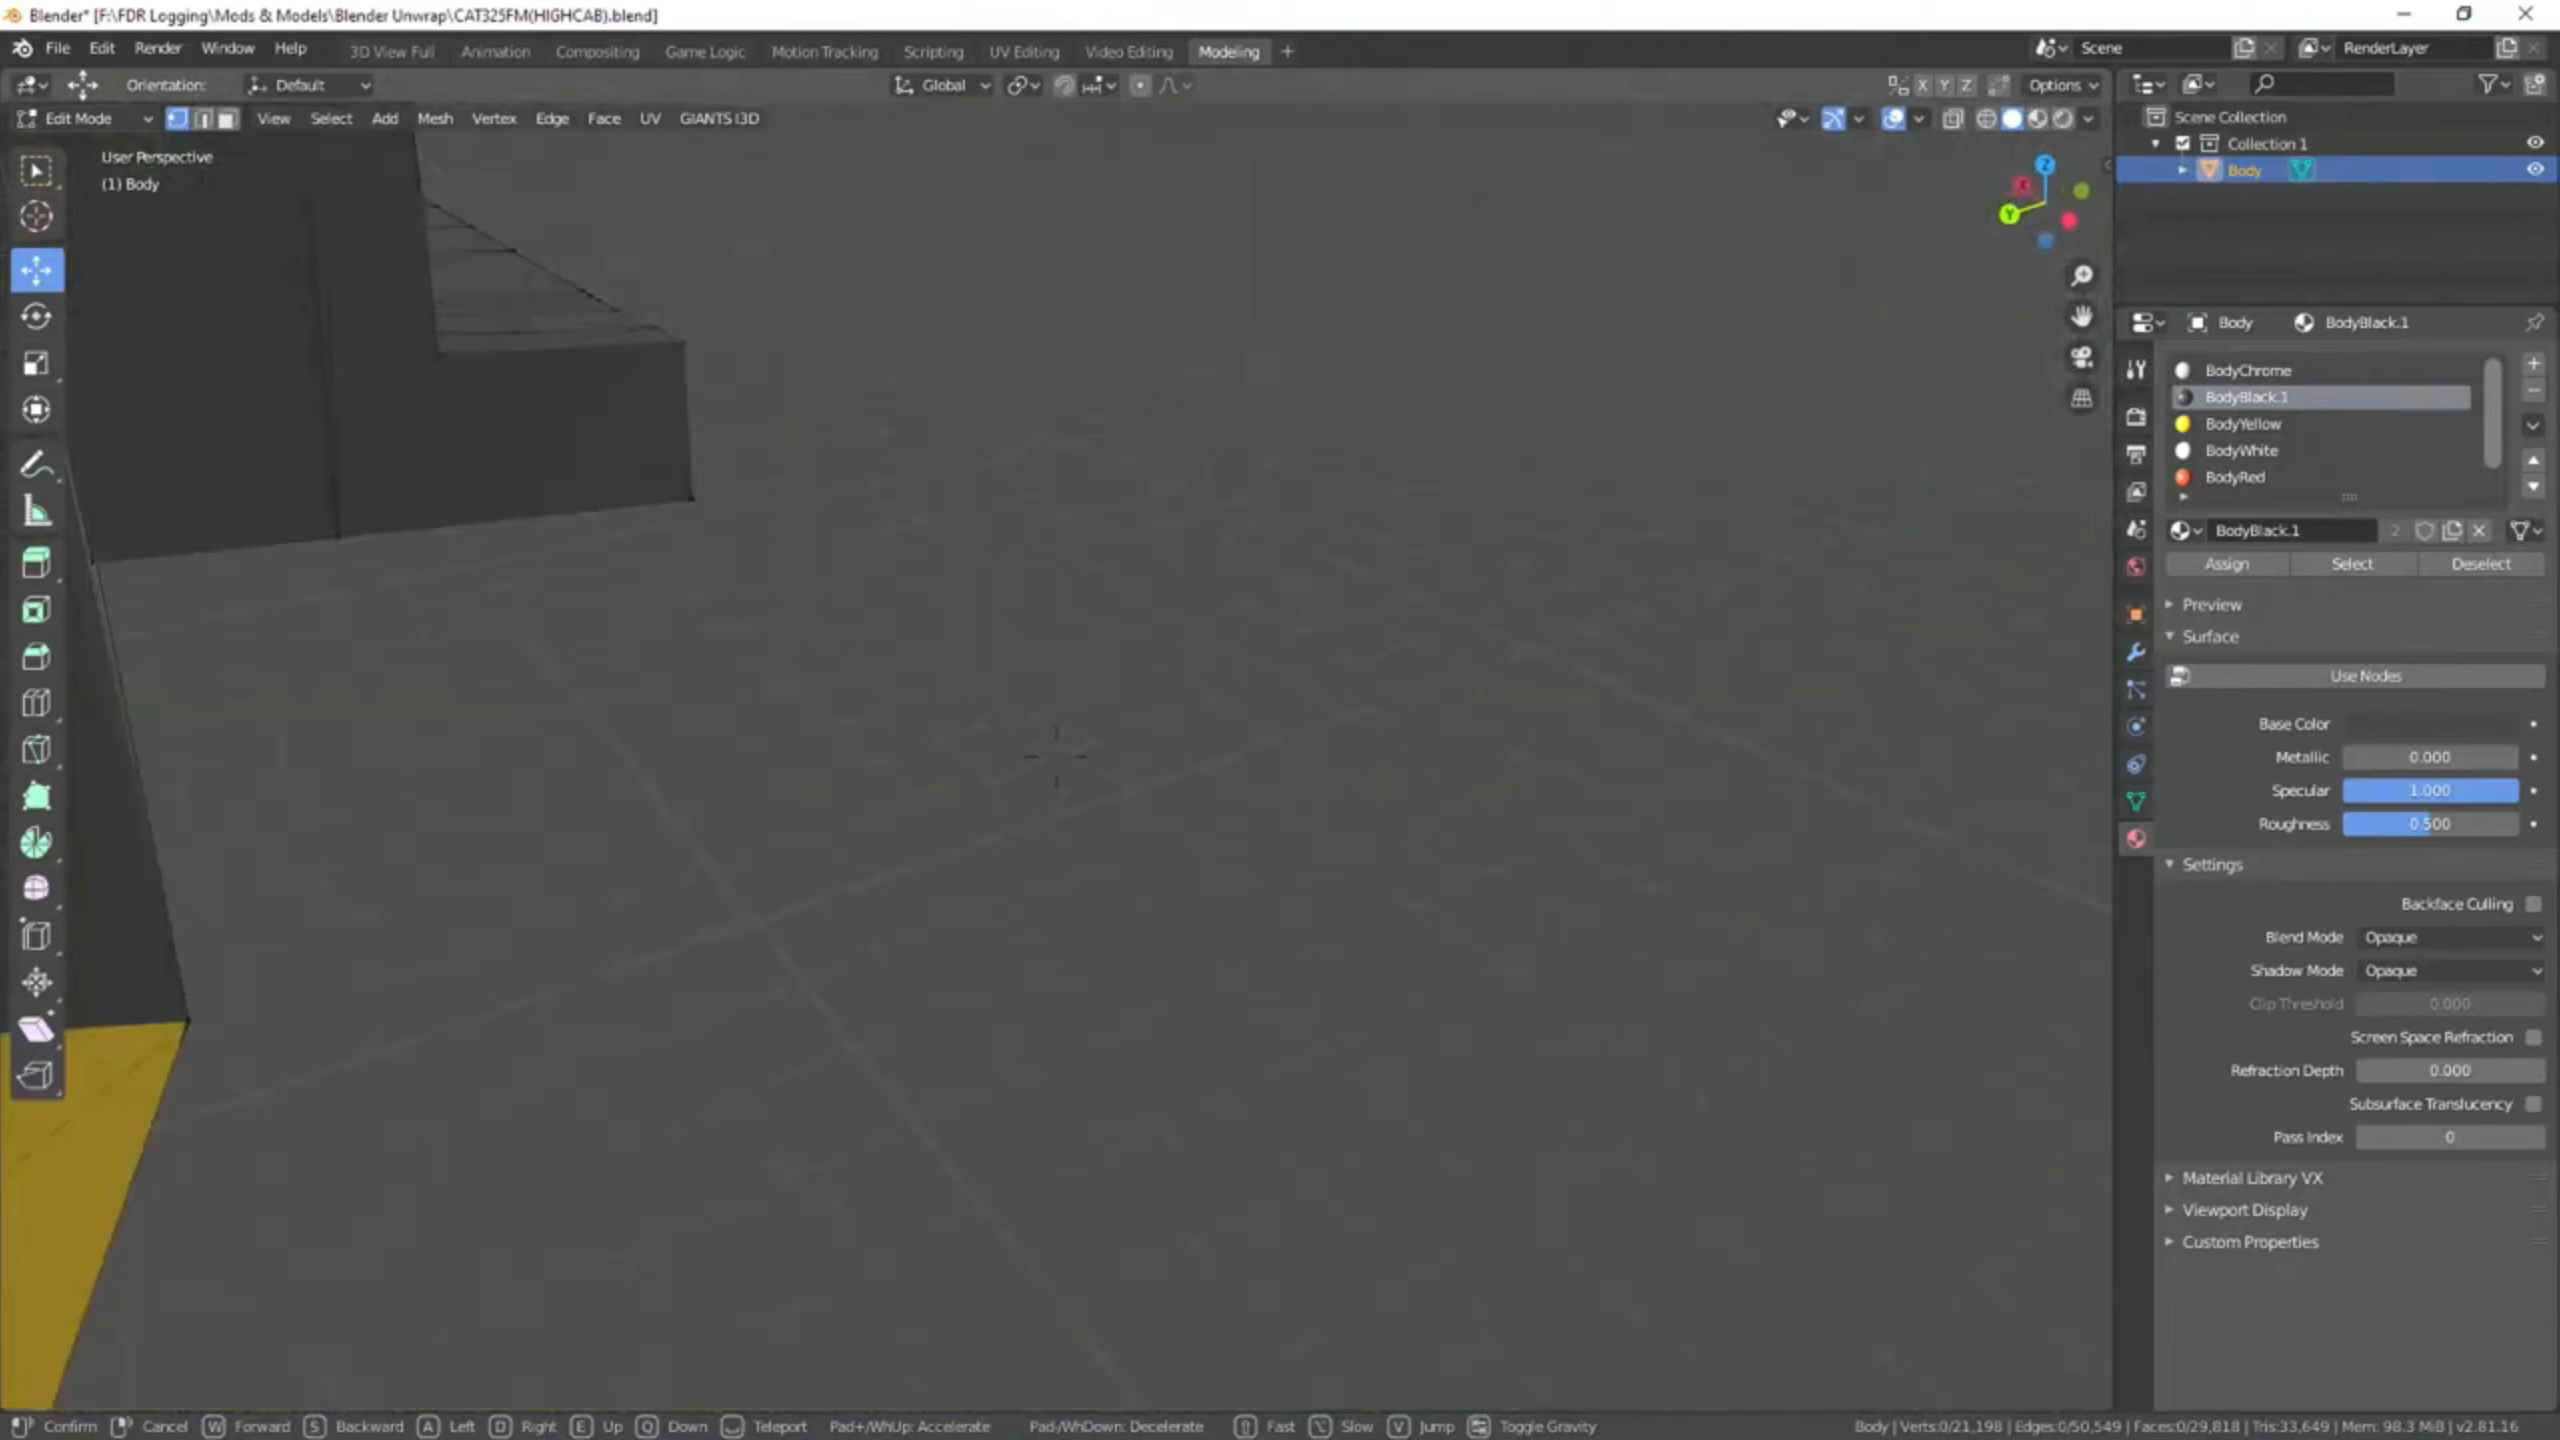 Blender* [F:\FDR Logging\Mods & Models\Blender Unwrap\CAT325FM(HIGHCAB).blend]
File Edit Render Window Help 3D View Full Animation Compositing Game Logic Motion Tracking Scripting UV Editing Video Editing Modeling + Scene RenderLayer
Orientation: Default Global X Y Z Options
Edit Mode View Select Add Mesh Vertex Edge Face UV GIANTS I3D
User Perspective
(1) Body
Z
X
Y
Scene Collection
Collection 1
Body
Body BodyBlack.1
BodyChrome
BodyBlack.1
BodyYellow
BodyWhite
BodyRed
BodyBlack.1 2
Assign Select Deselect
Preview
Surface
Use Nodes
Base Color
Metallic 0.000
Specular 1.000
Roughness 0.500
Settings
Backface Culling
Blend Mode Opaque
Shadow Mode Opaque
Clip Threshold 0.000
Screen Space Refraction
Refraction Depth 0.000
Subsurface Translucency
Pass Index 0
Material Library VX
Viewport Display
Custom Properties
Confirm Cancel W Forward S Backward A Left D Right E Up Q Down Teleport Pad+/WhUp: Accelerate Pad-/WhDown: Decelerate Fast Slow V Jump Toggle Gravity Body | Verts:0/21,198 | Edges:0/50,549 | Faces:0/29,818 | Tris:33,649 | Mem: 98.3 MiB | v2.81.16